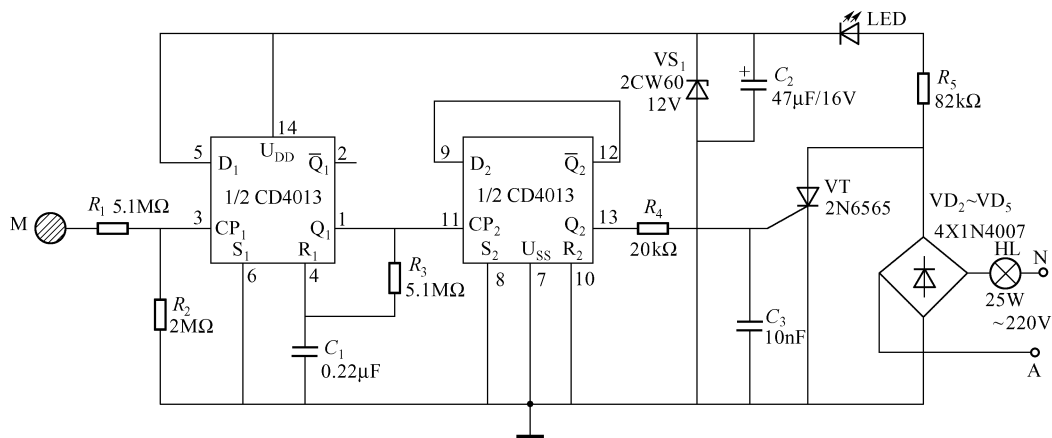 LED
VS1
2CW60
12V
+
C2
47μF/16V
R5
82kΩ
14
UDD
5
D1
Q̅1
2
1/2 CD4013
9
D2
Q̅2
12
1/2 CD4013
VT
2N6565
M
R1 5.1MΩ
3
CP1
Q1
1
S1
R1
6
4
11
CP2
Q2
13
S2
USS
R2
8
7
10
R4
20kΩ
VD2~VD5
4X1N4007
HL
N
25W
~220V
A
R3
5.1MΩ
R2
2MΩ
C1
0.22μF
C3
10nF